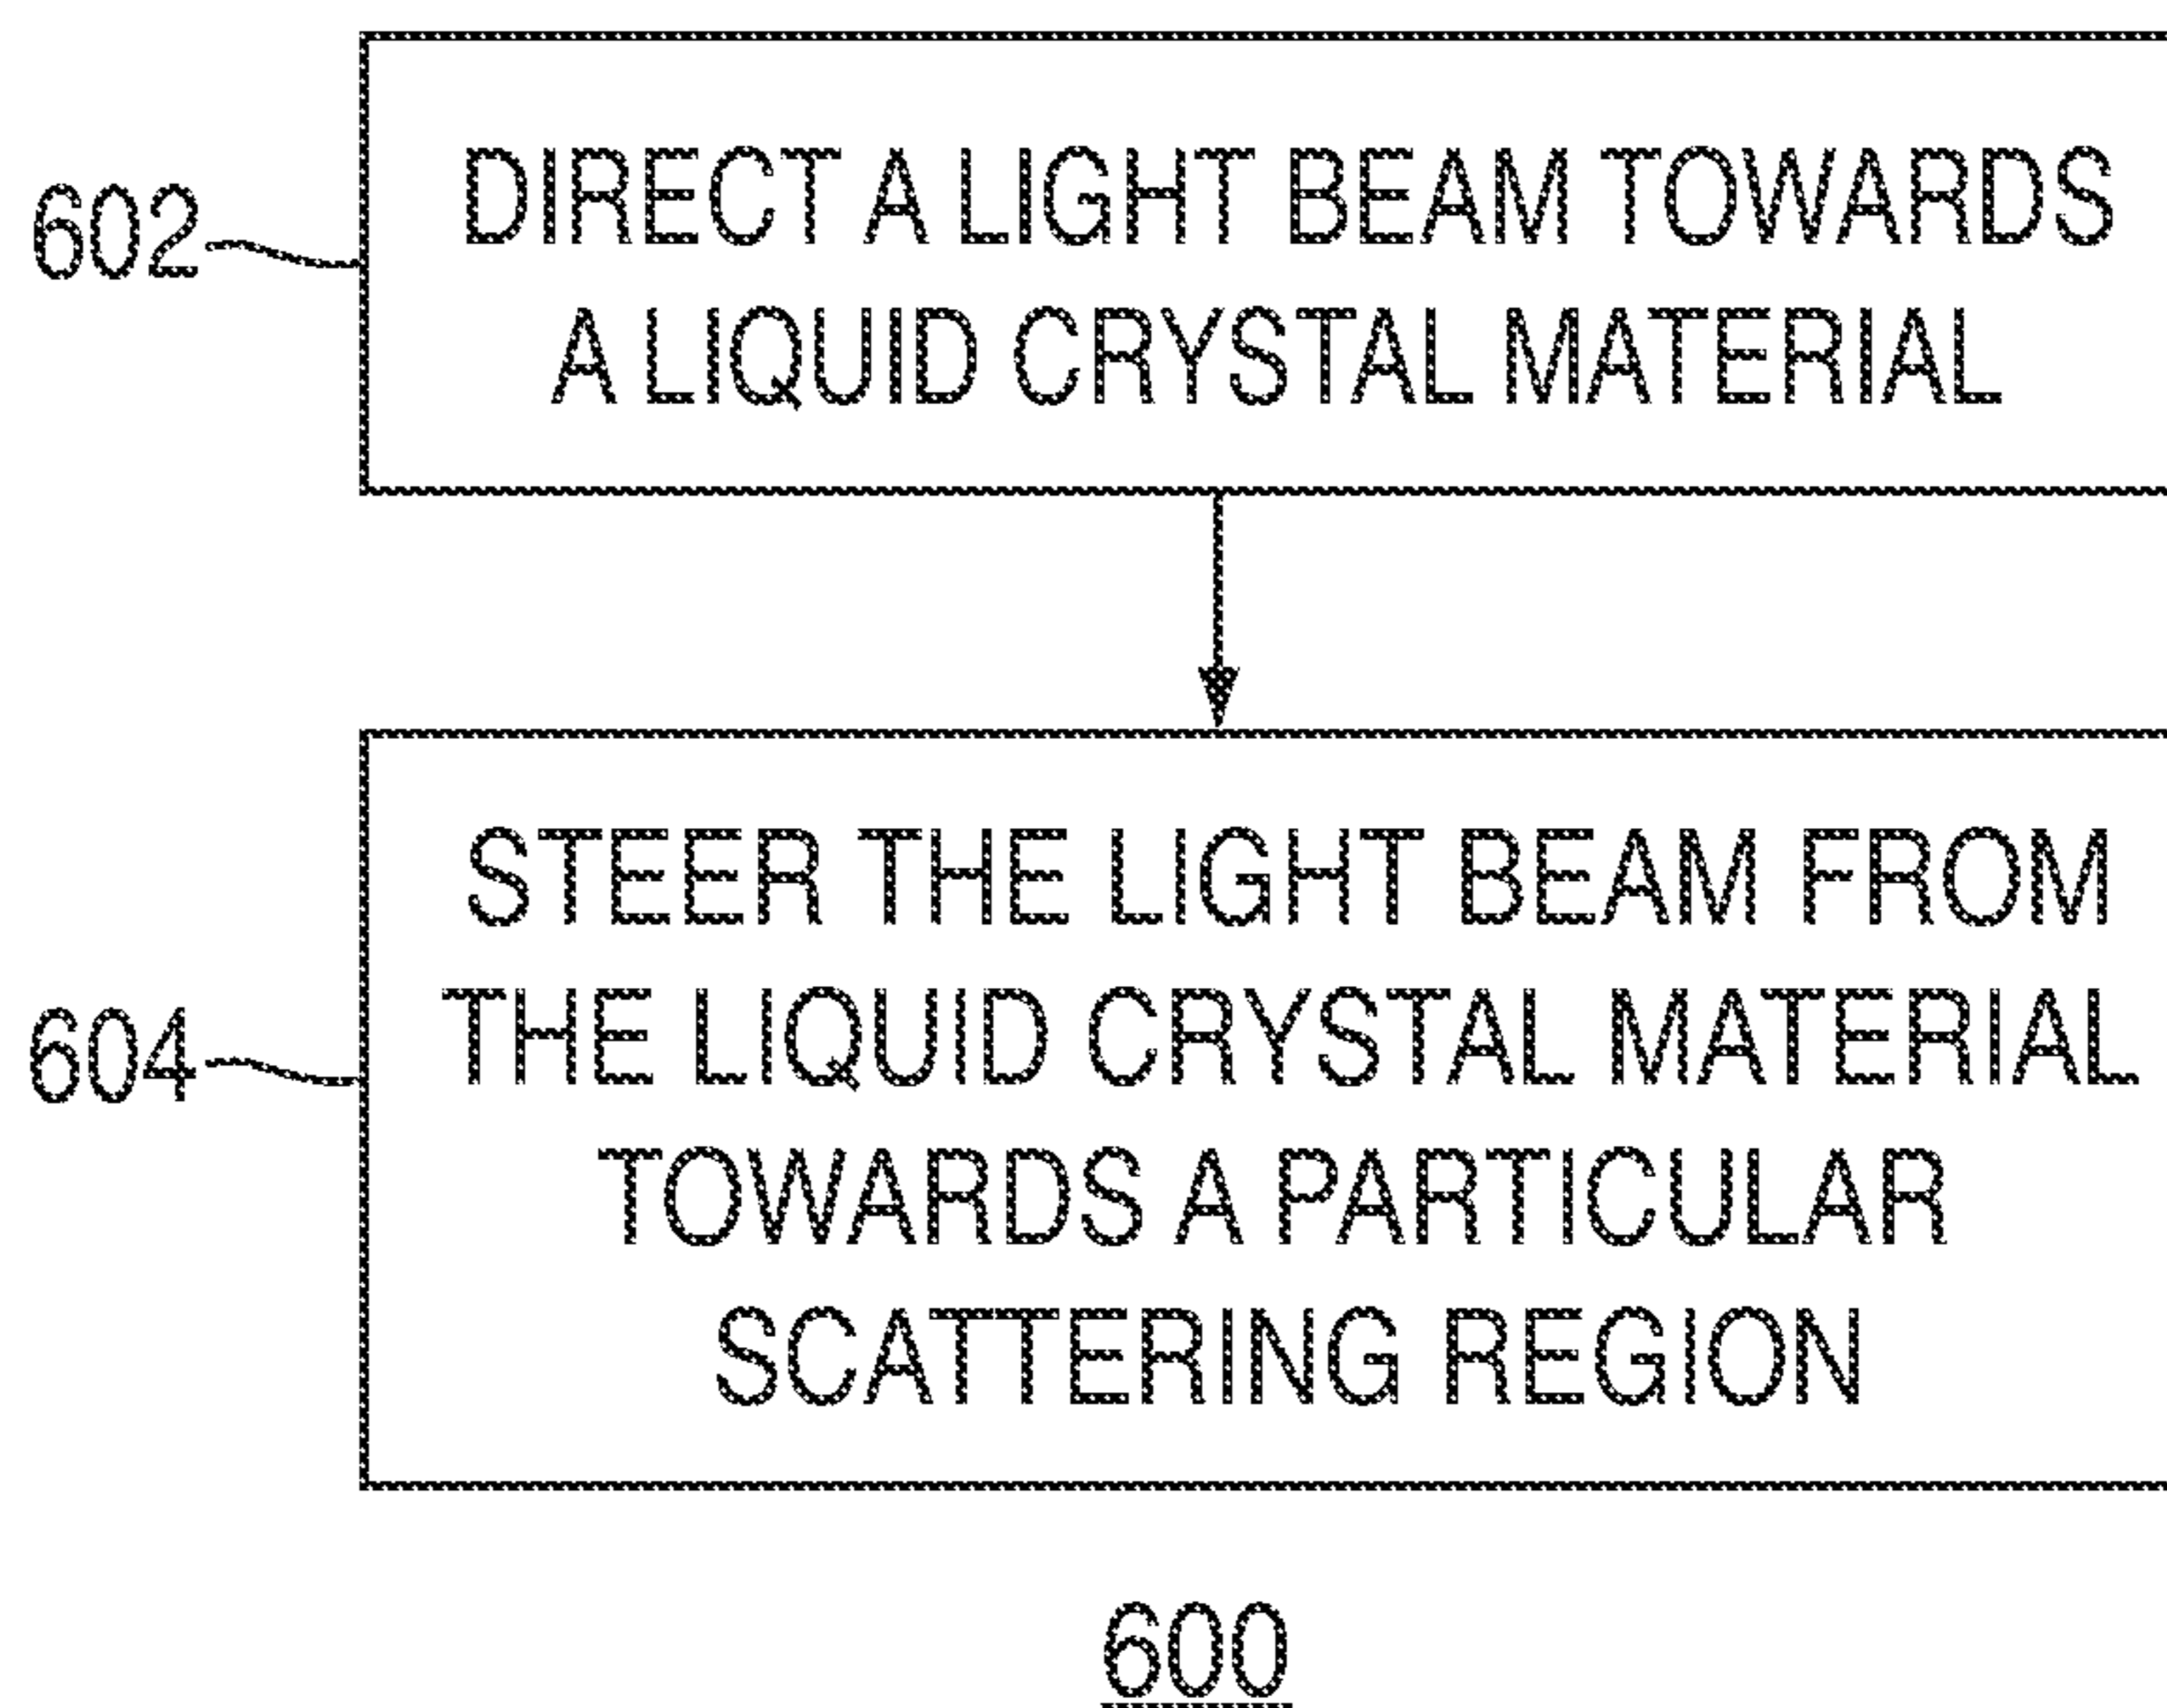 602
DIRECT A LIGHT BEAM TOWARDS
A LIQUID CRYSTAL MATERIAL
604
STEER THE LIGHT BEAM FROM
THE LIQUID CRYSTAL MATERIAL
TOWARDS A PARTICULAR
SCATTERING REGION
600